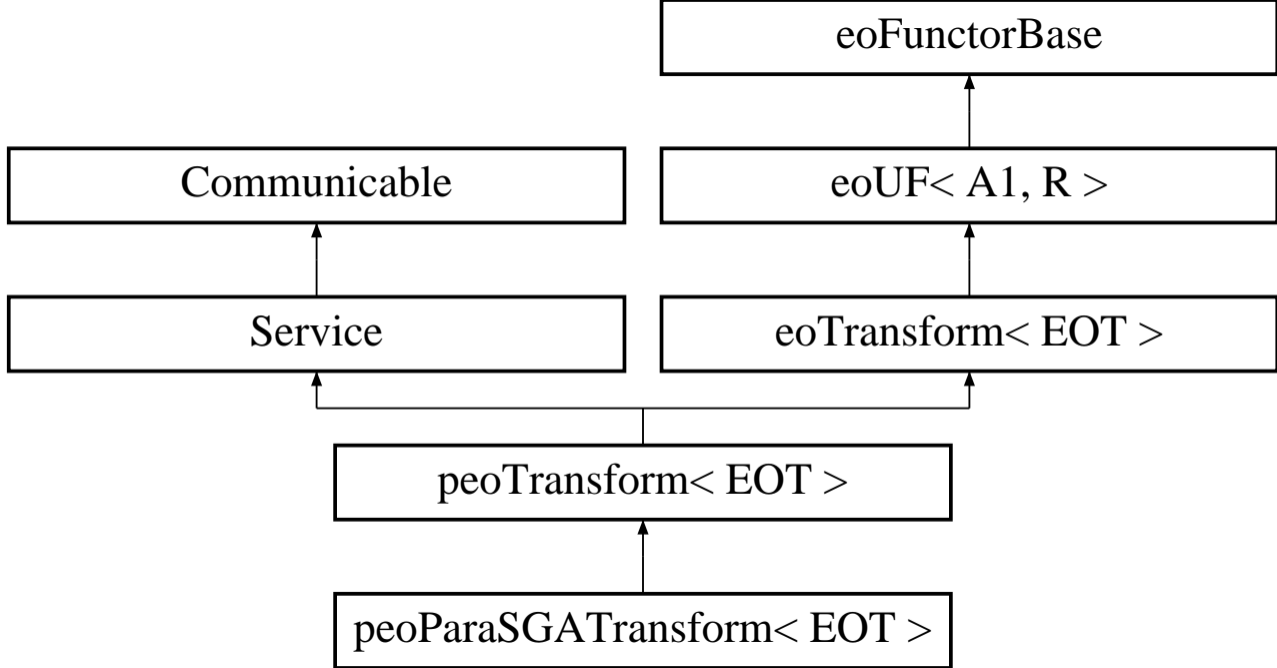 eoFunctorBase
Communicable
eoUF< A1, R >
Service
eoTransform< EOT >
peoTransform< EOT >
peoParaSGATransform< EOT >